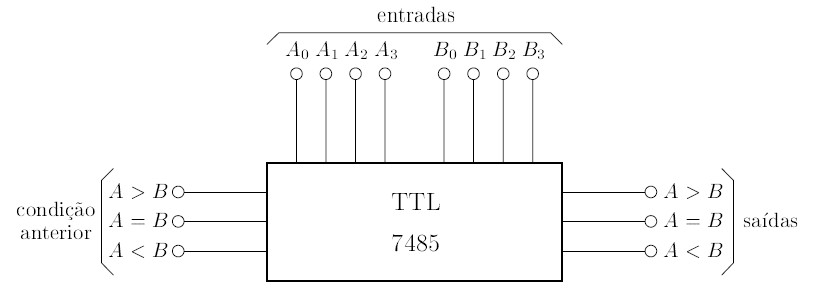 entradas
A₀ A₁ A₂ A₃ B₀ B₁ B₂ B₃
A > B
A = B
A < B
condição
anterior
TTL
7485
A > B
A = B
A < B
saídas